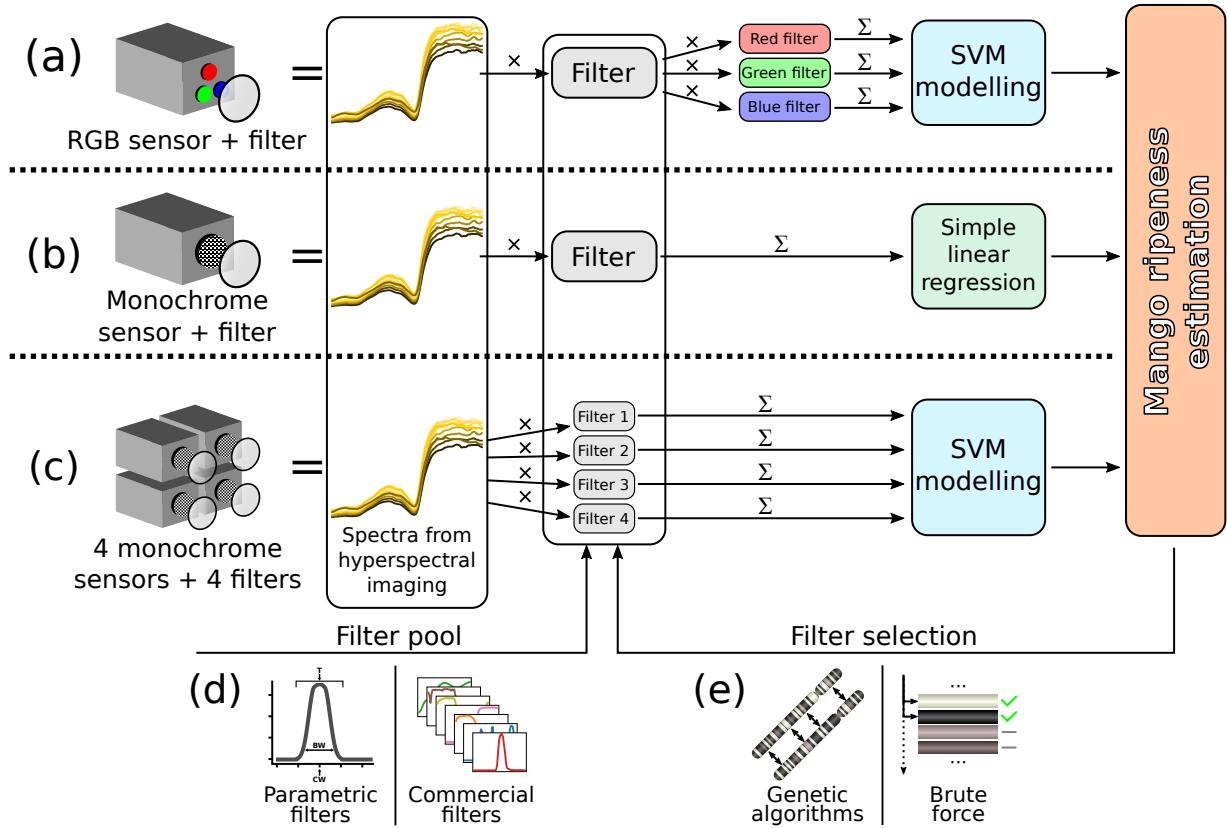 (a)
RGB sensor + filter
=
×
Filter
×
×
×
Red filter
Green filter
Blue filter
Σ
Σ
Σ
SVM
modelling
(b)
Monochrome
sensor + filter
=
×
Filter
Σ
Simple
linear
regression
(c)
4 monochrome
sensors + 4 filters
=
Spectra from
hyperspectral
imaging
×
×
×
×
Filter 1
Filter 2
Filter 3
Filter 4
Σ
Σ
Σ
Σ
SVM
modelling
Mango ripeness
estimation
Filter pool
(d)
T
BW
CW
Parametric
filters
Commercial
filters
Filter selection
(e)
Genetic
algorithms
...
...
Brute
force